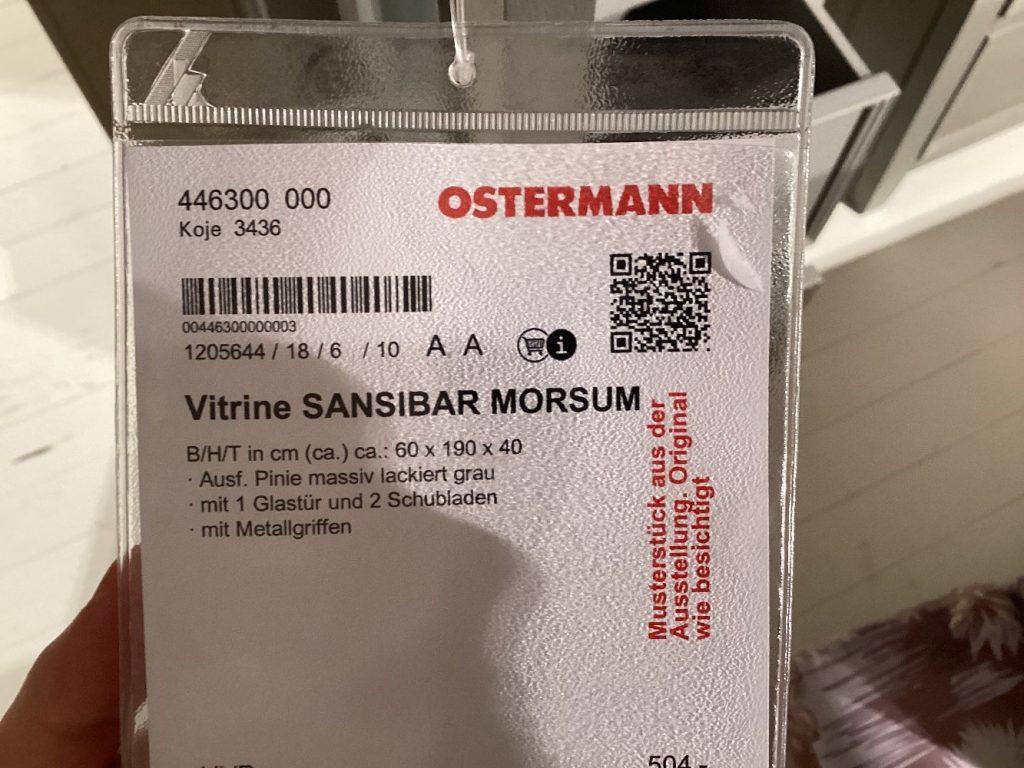 446300 000
OSTERMANN
Koje 3436
00446300000003
1205644 / 18 / 6 / 10 A A i
Vitrine SANSIBAR MORSUM
B/H/T in cm (ca.) ca.: 60 x 190 x 40
· Ausf. Pinie massiv lackiert grau
· mit 1 Glastür und 2 Schubladen
· mit Metallgriffen
Musterstück aus der
Ausstellung. Original
wie besichtigt
504,-